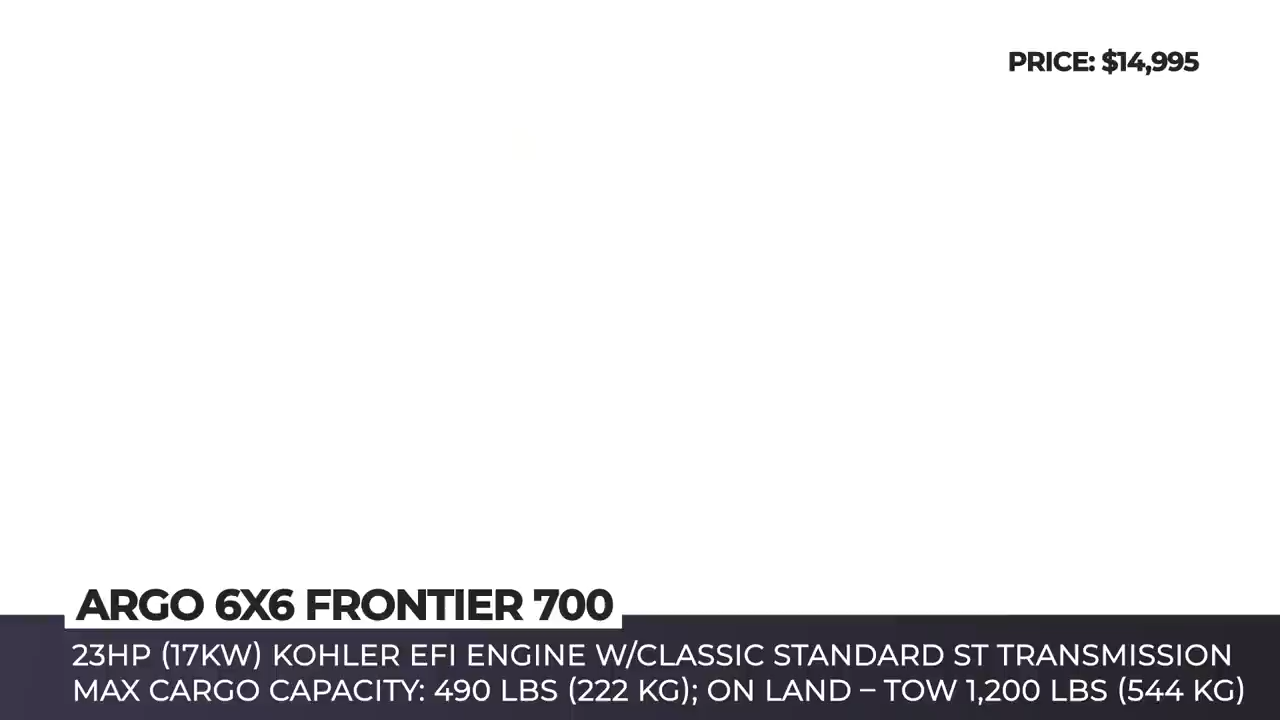 PRICE: $14,995
ARGO 6X6 FRONTIER 700
23HP (17KW) KOHLER EFI ENGINE W/CLASSIC STANDARD ST TRANSMISSION
MAX CARGO CAPACITY: 490 LBS (222 KG); ON LAND – TOW 1,200 LBS (544 KG)